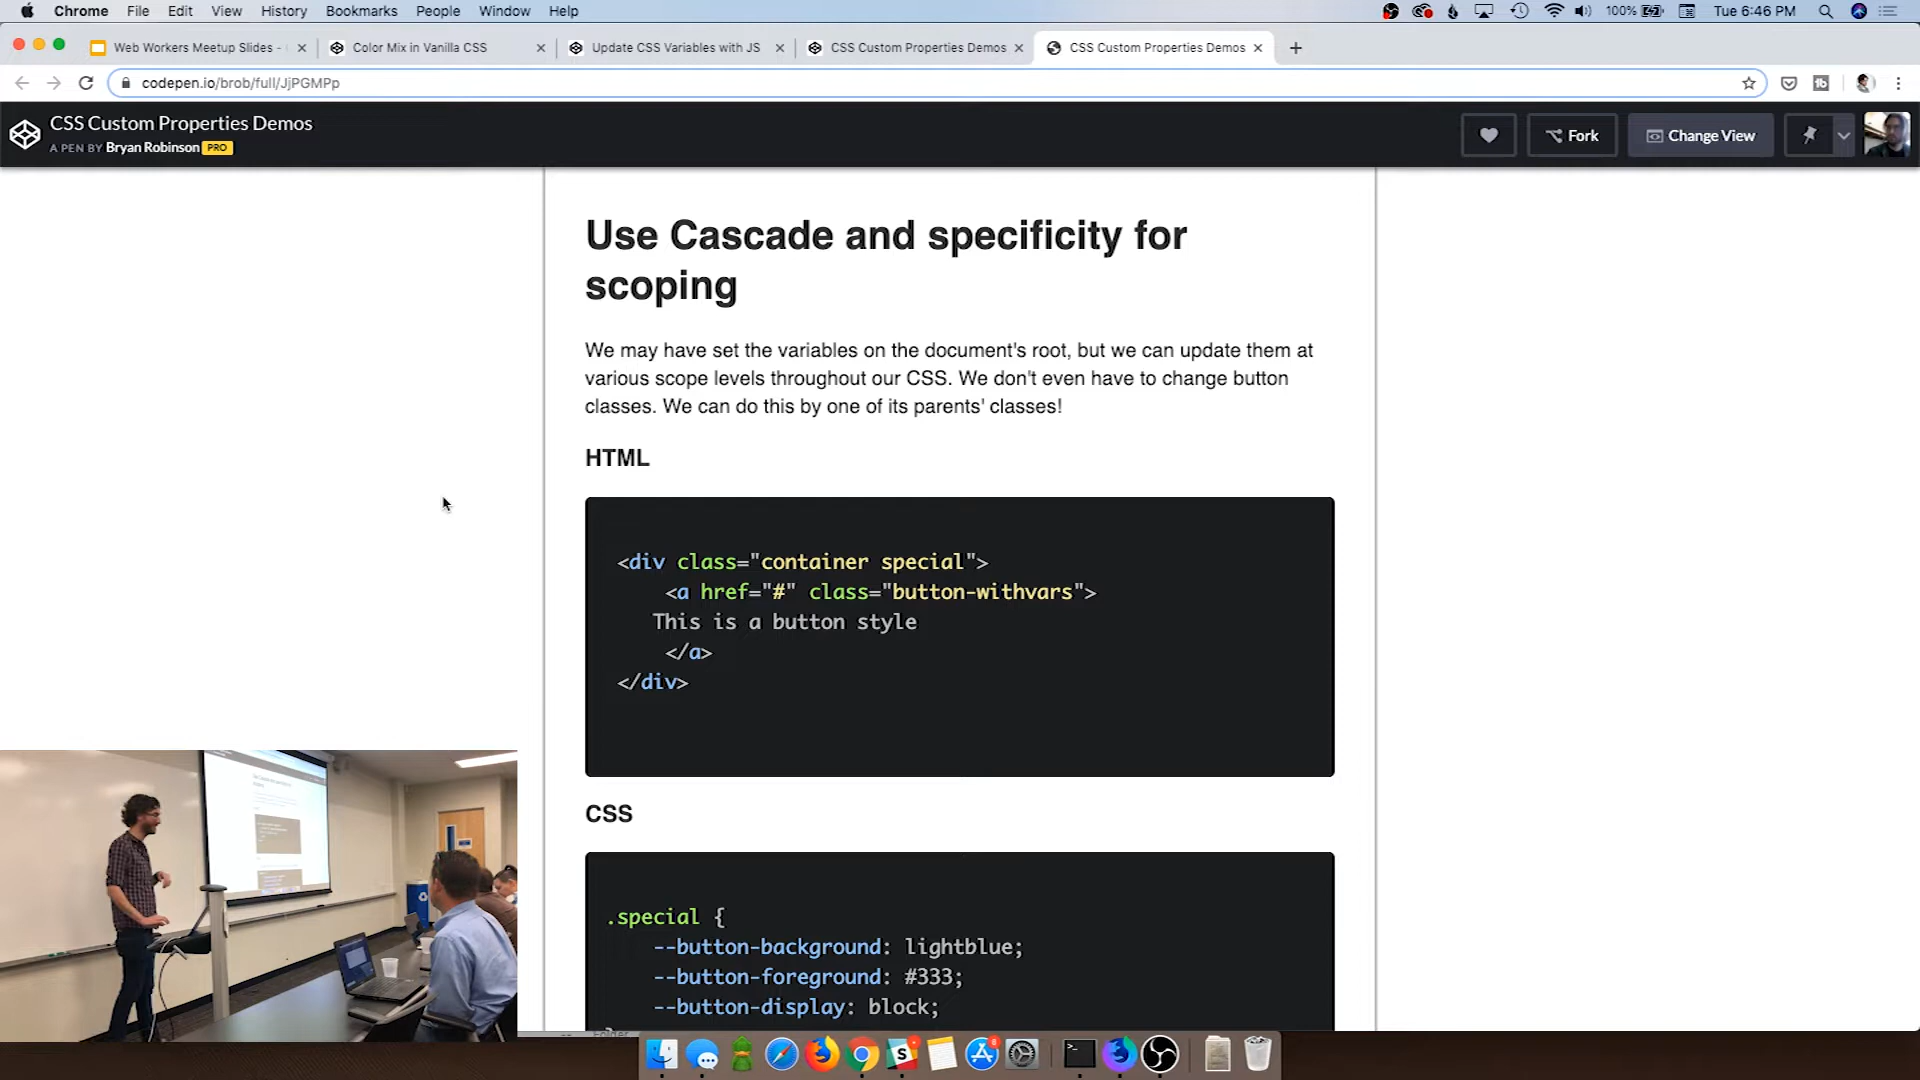 Chrome File Edit View History Bookmarks People Window Help 100% Tue 6:46 PM
Web Workers Meetup Slides - Color Mix in Vanilla CSS Update CSS Variables with JS CSS Custom Properties Demos CSS Custom Properties Demos
codepen.io/brob/full/JjPGMPp
CSS Custom Properties Demos
A PEN BY Bryan Robinson PRO
Fork Change View
Use Cascade and specificity for
scoping
We may have set the variables on the document's root, but we can update them at
various scope levels throughout our CSS. We don't even have to change button
classes. We can do this by one of its parents' classes!
HTML
<div class="container special">
<a href="#" class="button-withvars">
This is a button style
</a>
</div>
CSS
.special {
--button-background: lightblue;
--button-foreground: #333;
--button-display: block;